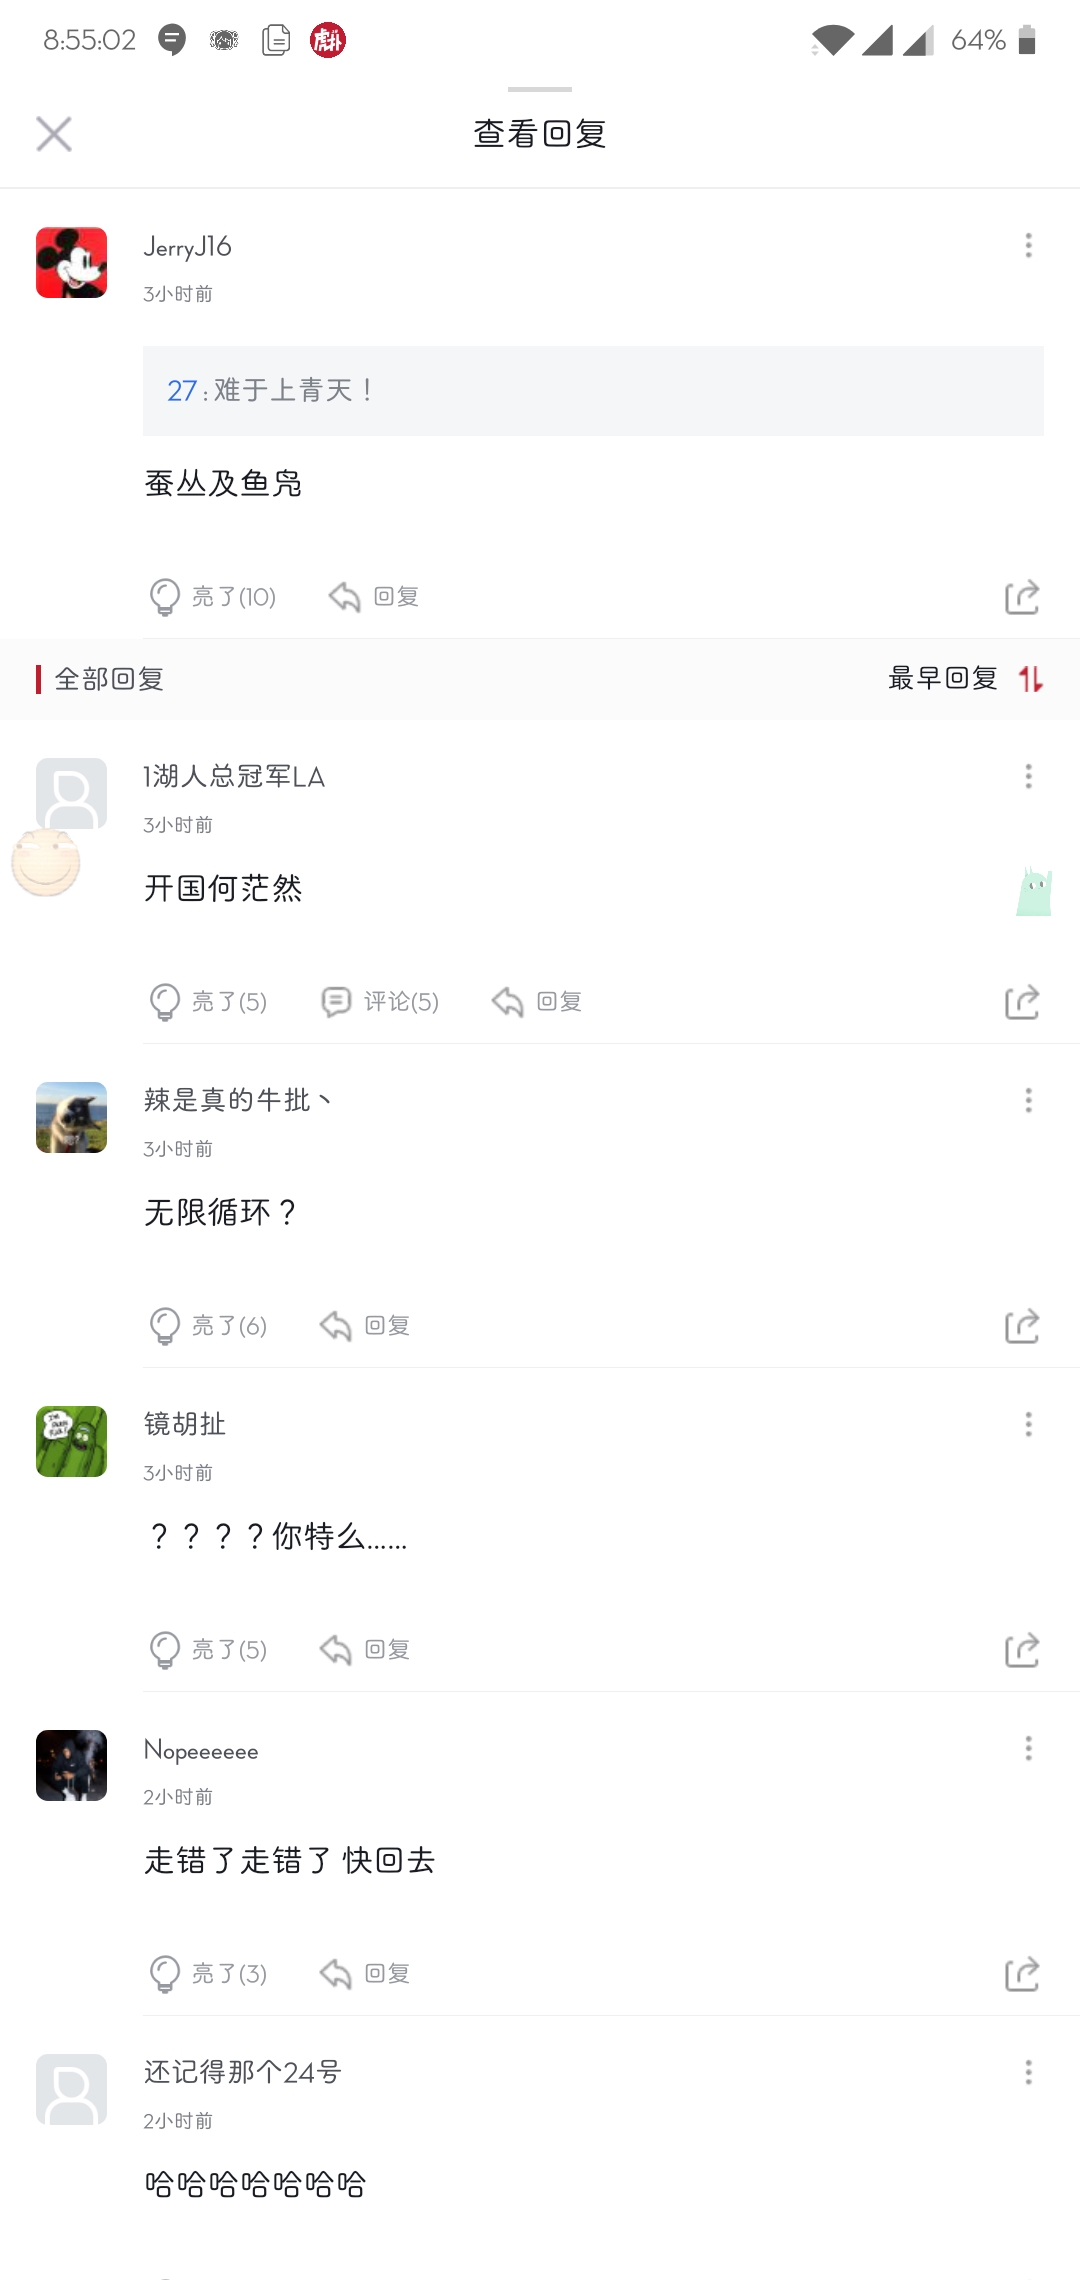 8:55:02
64%
查看回复
JerryJ16
3小时前
27 : 难于上青天！
蚕丛及鱼凫
亮了(10)
回复
全部回复
最早回复
1湖人总冠军LA
3小时前
开国何茫然
亮了(5)
评论(5)
回复
辣是真的牛批丶
3小时前
无限循环？
亮了(6)
回复
镜胡扯
3小时前
？？？？你特么……
亮了(5)
回复
Nopeeeeee
2小时前
走错了走错了 快回去
亮了(3)
回复
还记得那个24号
2小时前
哈哈哈哈哈哈哈